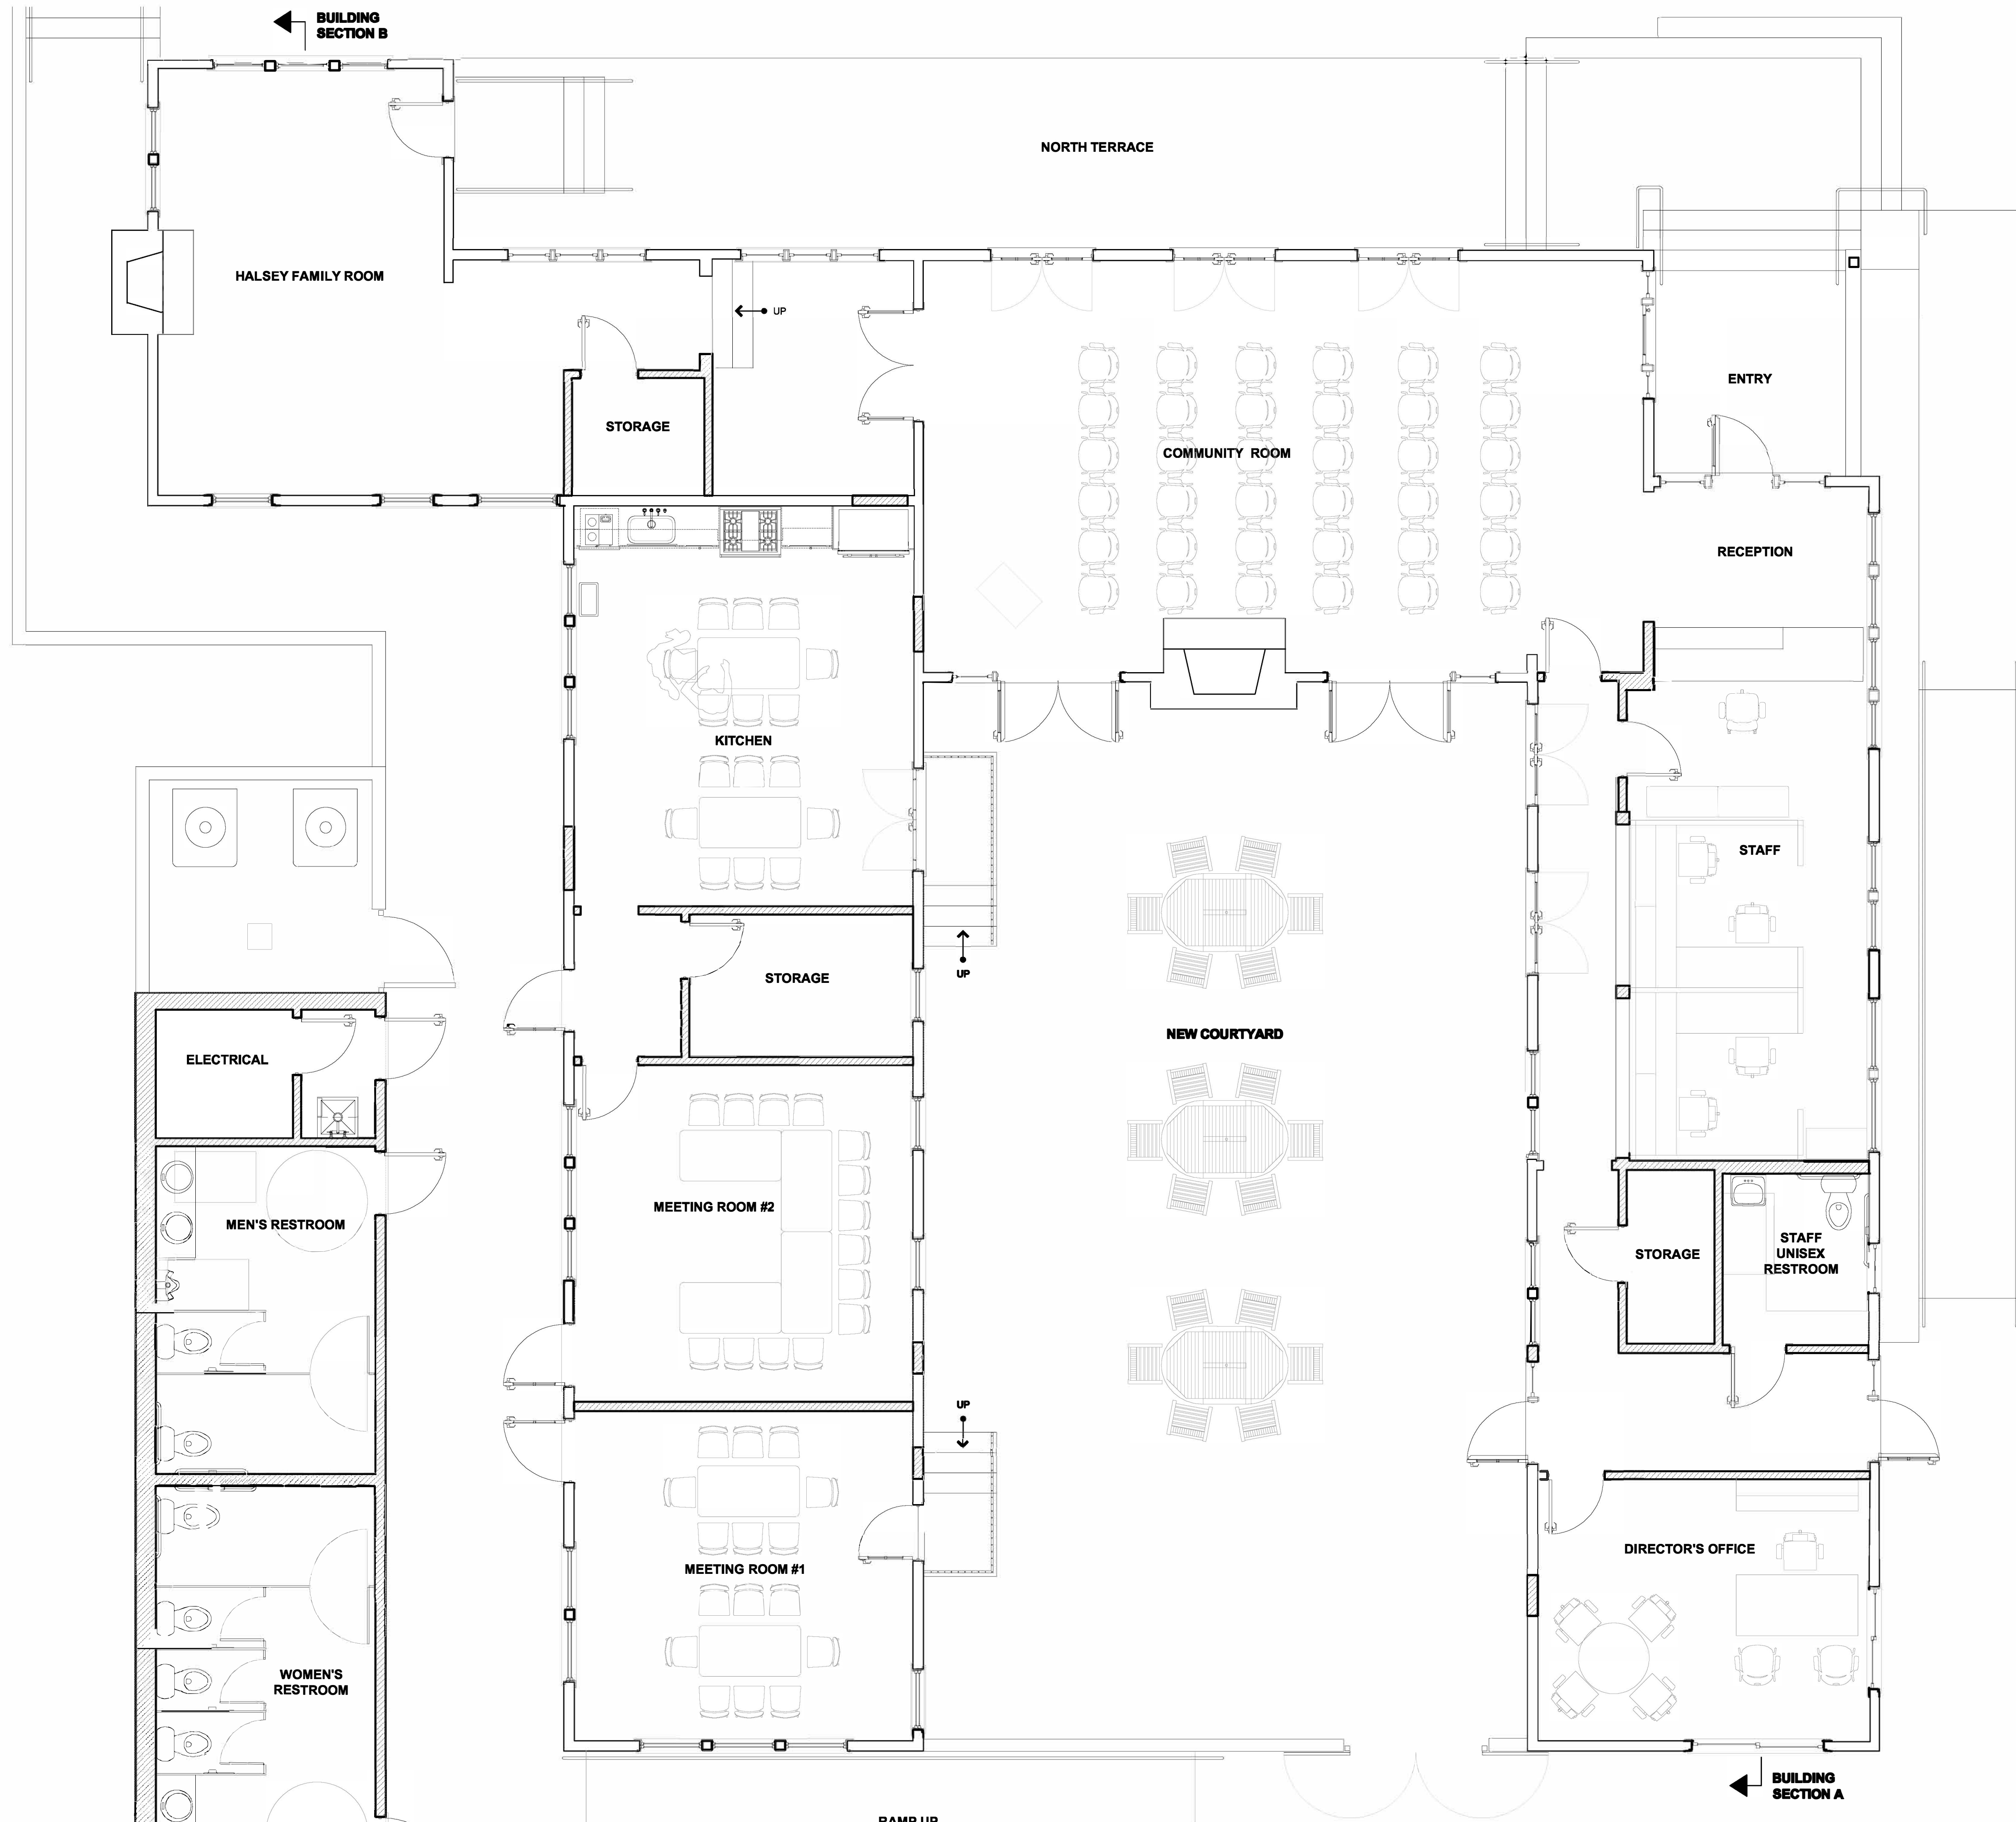 BUILDING
SECTION B
NORTH TERRACE
HALSEY FAMILY ROOM
UP
ENTRY
STORAGE
COMMUNITY ROOM
RECEPTION
KITCHEN
STAFF
UP
STORAGE
NEW COURTYARD
ELECTRICAL
MEETING ROOM #2
MEN'S RESTROOM
STORAGE
STAFF
UNISEX
RESTROOM
UP
DIRECTOR'S OFFICE
MEETING ROOM #1
WOMEN'S
RESTROOM
BUILDING
SECTION A
RAMP UP